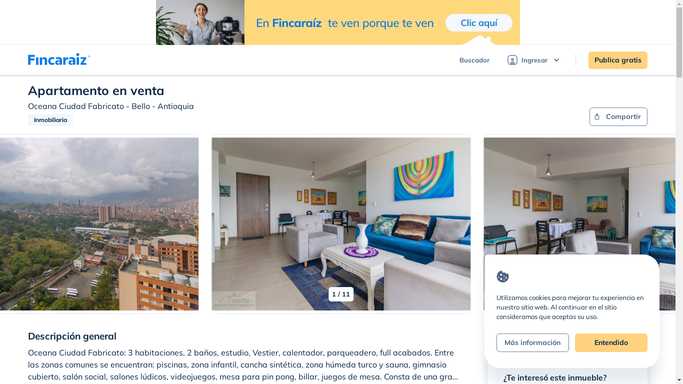 En Fincaraíz te ven porque te ven
Clic aquí
Fincaraíz
Buscador
Ingresar
Publica gratis
Apartamento en venta
Oceana Ciudad Fabricato - Bello - Antioquia
Inmobiliaria
Compartir
1 / 11
Utilizamos cookies para mejorar tu experiencia en
nuestro sitio web. Al continuar en el sitio
consideramos que aceptas su uso.
Más información
Entendido
Descripción general
Oceana Ciudad Fabricato: 3 habitaciones, 2 baños, estudio, Vestier, calentador, parqueadero, full acabados. Entre
las zonas comunes se encuentran: piscinas, zona infantil, cancha sintética, zona húmeda turco y sauna, gimnasio
cubierto, salón social, salones lúdicos, videojuegos, mesa para pin pong, billar, juegos de mesa. Consta de una gra...
¿Te interesó este inmueble?